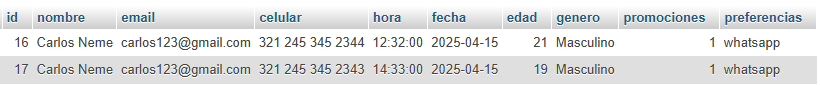 id nombre email celular hora fecha edad genero promociones preferencias
16 Carlos Neme carlos123@gmail.com 321 245 345 2344 12:32:00 2025-04-15 21 Masculino 1 whatsapp
17 Carlos Neme carlos123@gmail.com 321 245 345 2343 14:33:00 2025-04-15 19 Masculino 1 whatsapp